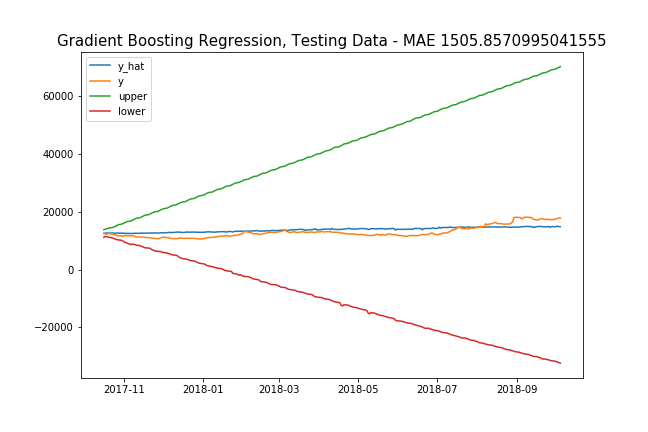 Gradient Boosting Regression, Testing Data - MAE 1505.8570995041555
y_hat
y
upper
lower
60000
40000
20000
0
−20000
2017-11 2018-01 2018-03 2018-05 2018-07 2018-09